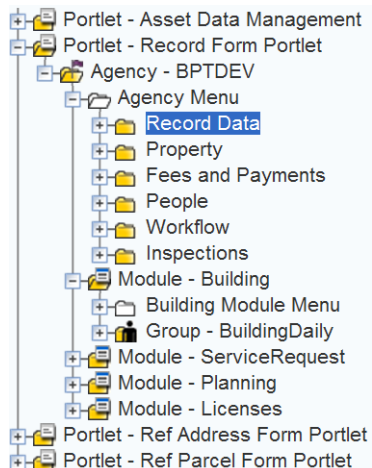 Portlet - Asset Data Management
Portlet - Record Form Portlet
Agency - BPTDEV
Agency Menu
Record Data
Property
Fees and Payments
People
Workflow
Inspections
Module - Building
Building Module Menu
Group - BuildingDaily
Module - ServiceRequest
Module - Planning
Module - Licenses
Portlet - Ref Address Form Portlet
Portlet - Ref Parcel Form Portlet